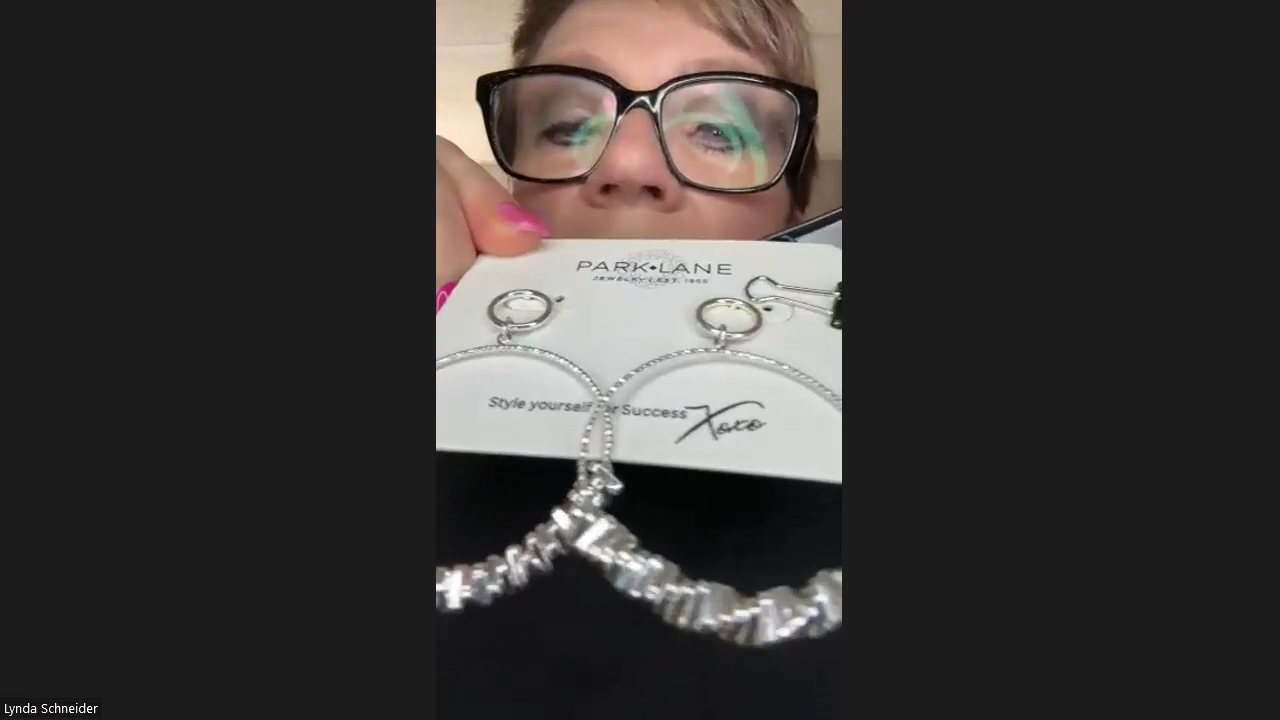 PARK LANE
JEWELRY EST. 1955
Style yourself for Success
Xoxo
Lynda Schneider